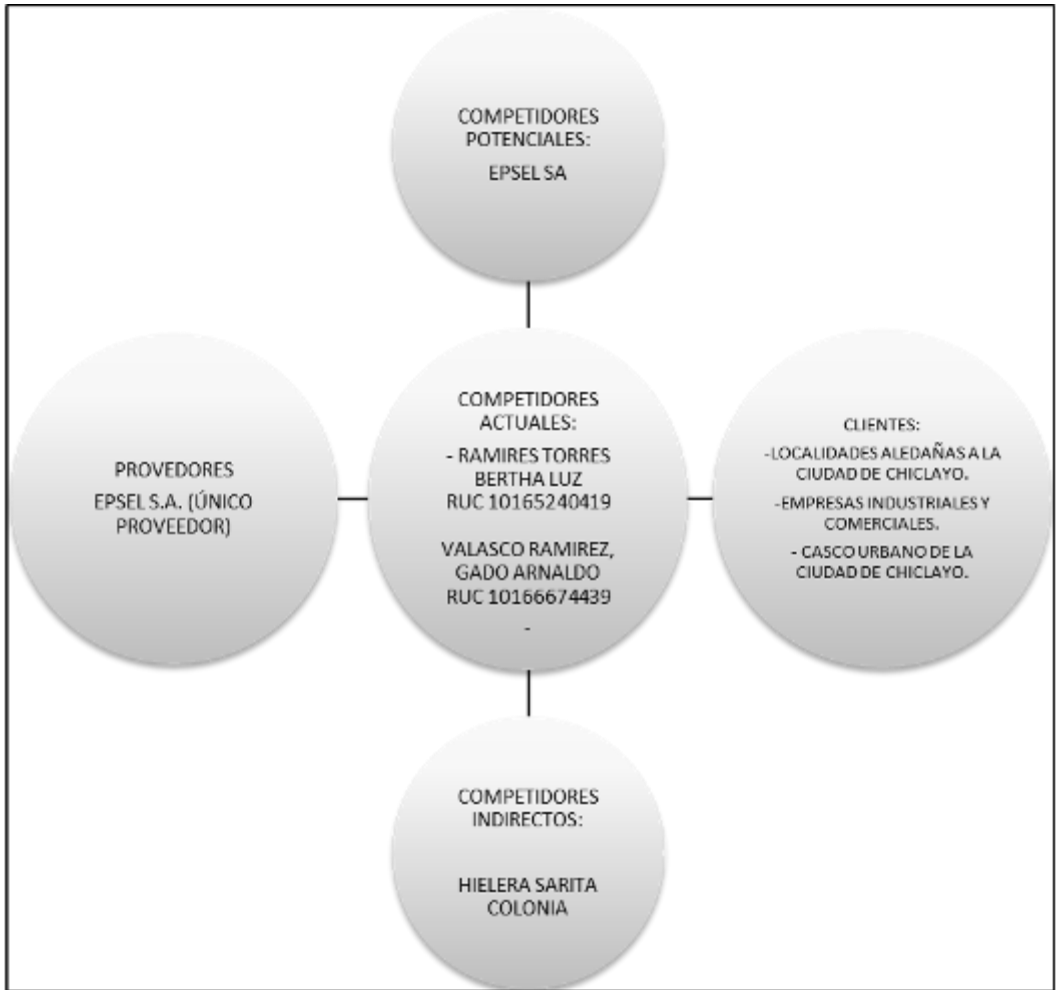 COMPETIDORES
POTENCIALES:
EPSEL SA
PROVEDORES
EPSEL S.A. (ÚNICO
PROVEEDOR)
COMPETIDORES
ACTUALES:
- RAMIRES TORRES
BERTHA LUZ
RUC 10165240419
VALASCO RAMIREZ,
GADO ARNALDO
RUC 10166674439
-
CLIENTES:
-LOCALIDADES ALEDAÑAS A LA
CIUDAD DE CHICLAYO.
-EMPRESAS INDUSTRIALES Y
COMERCIALES.
- CASCO URBANO DE LA
CIUDAD DE CHICLAYO.
COMPETIDORES
INDIRECTOS:
HIELERA SARITA
COLONIA